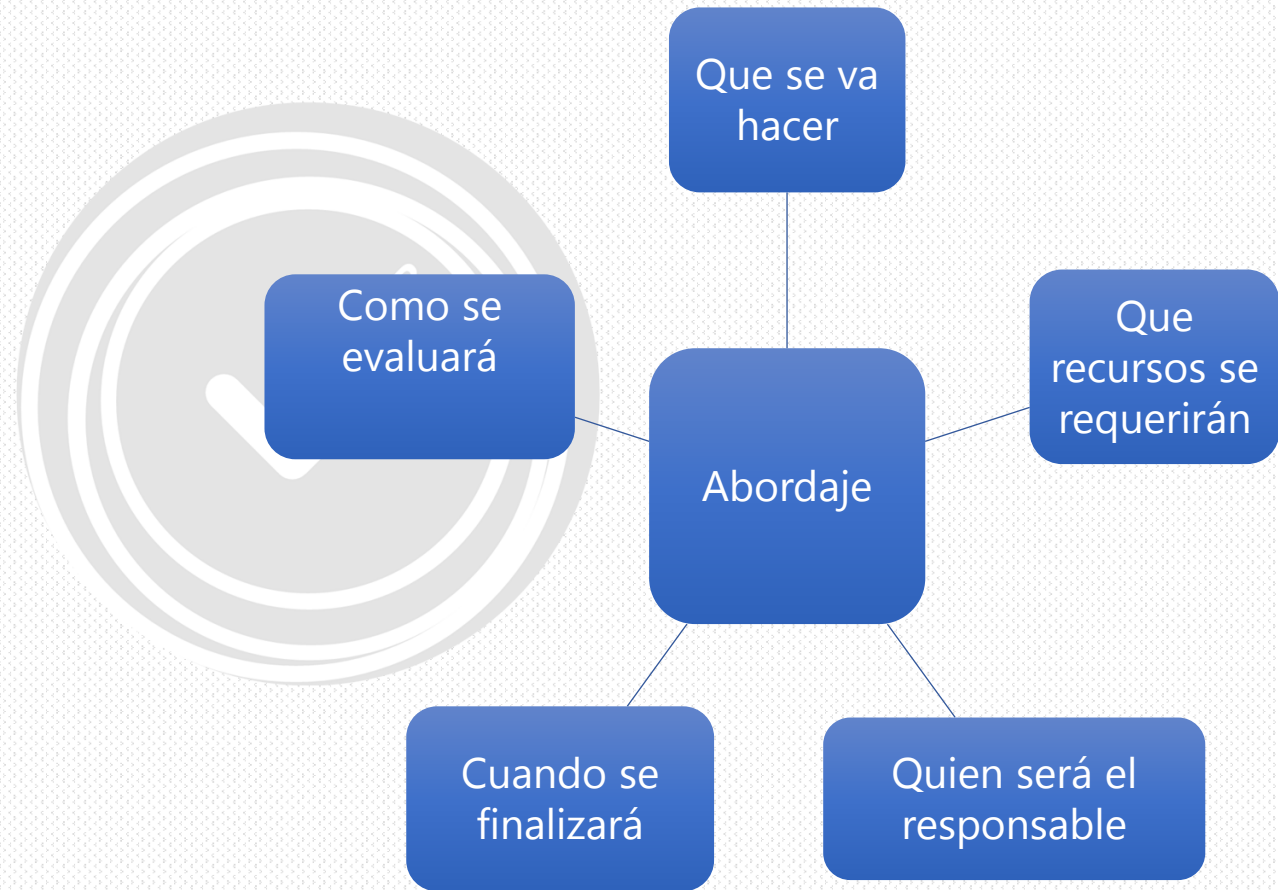 Que se va
hacer
Como se
evaluará
Que
recursos se
requerirán
Abordaje
Cuando se
finalizará
Quien será el
responsable